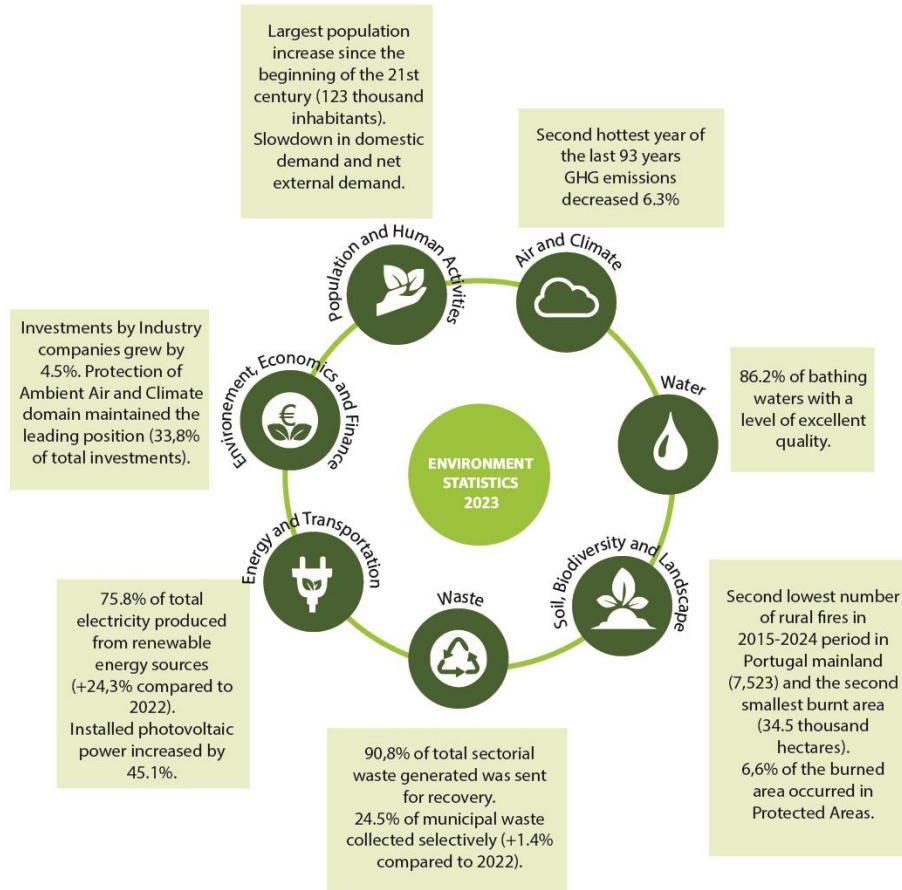 Largest population
increase since the
beginning of the 21st
century (123 thousand
inhabitants).
Slowdown in domestic
demand and net
external demand.
Second hottest year of
the last 93 years
GHG emissions
decreased 6.3%
Population and Human Activities
Air and Climate
Investments by Industry
companies grew by
4.5%. Protection of
Ambient Air and Climate
domain maintained the
leading position (33,8%
of total investments).
Environement, Economics and Finance
€
Water
86.2% of bathing
waters with a
level of excellent
quality.
ENVIRONMENT
STATISTICS
2023
Energy and Transportation
75.8% of total
electricity produced
from renewable
energy sources
(+24,3% compared to
2022).
Installed photovoltaic
power increased by
45.1%.
Waste
90,8% of total sectorial
waste generated was sent
for recovery.
24.5% of municipal waste
collected selectively (+1.4%
compared to 2022).
Soil, Biodiversity and Landscape
Second lowest number
of rural fires in
2015-2024 period in
Portugal mainland
(7,523) and the second
smallest burnt area
(34.5 thousand
hectares).
6,6% of the burned
area occurred in
Protected Areas.